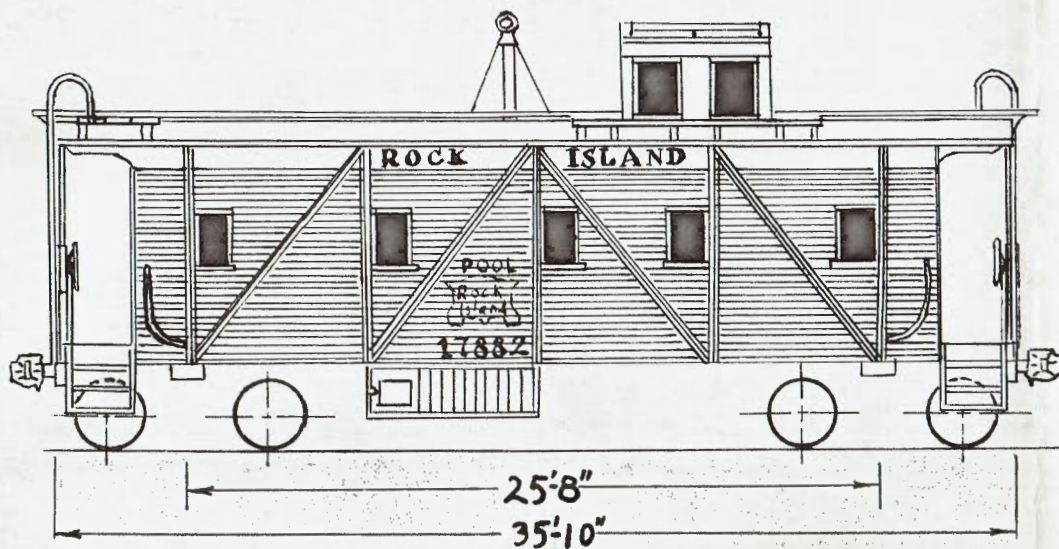 ROCK ISLAND
POOL
Rock
Island
17882
25'-8"
35'-10"